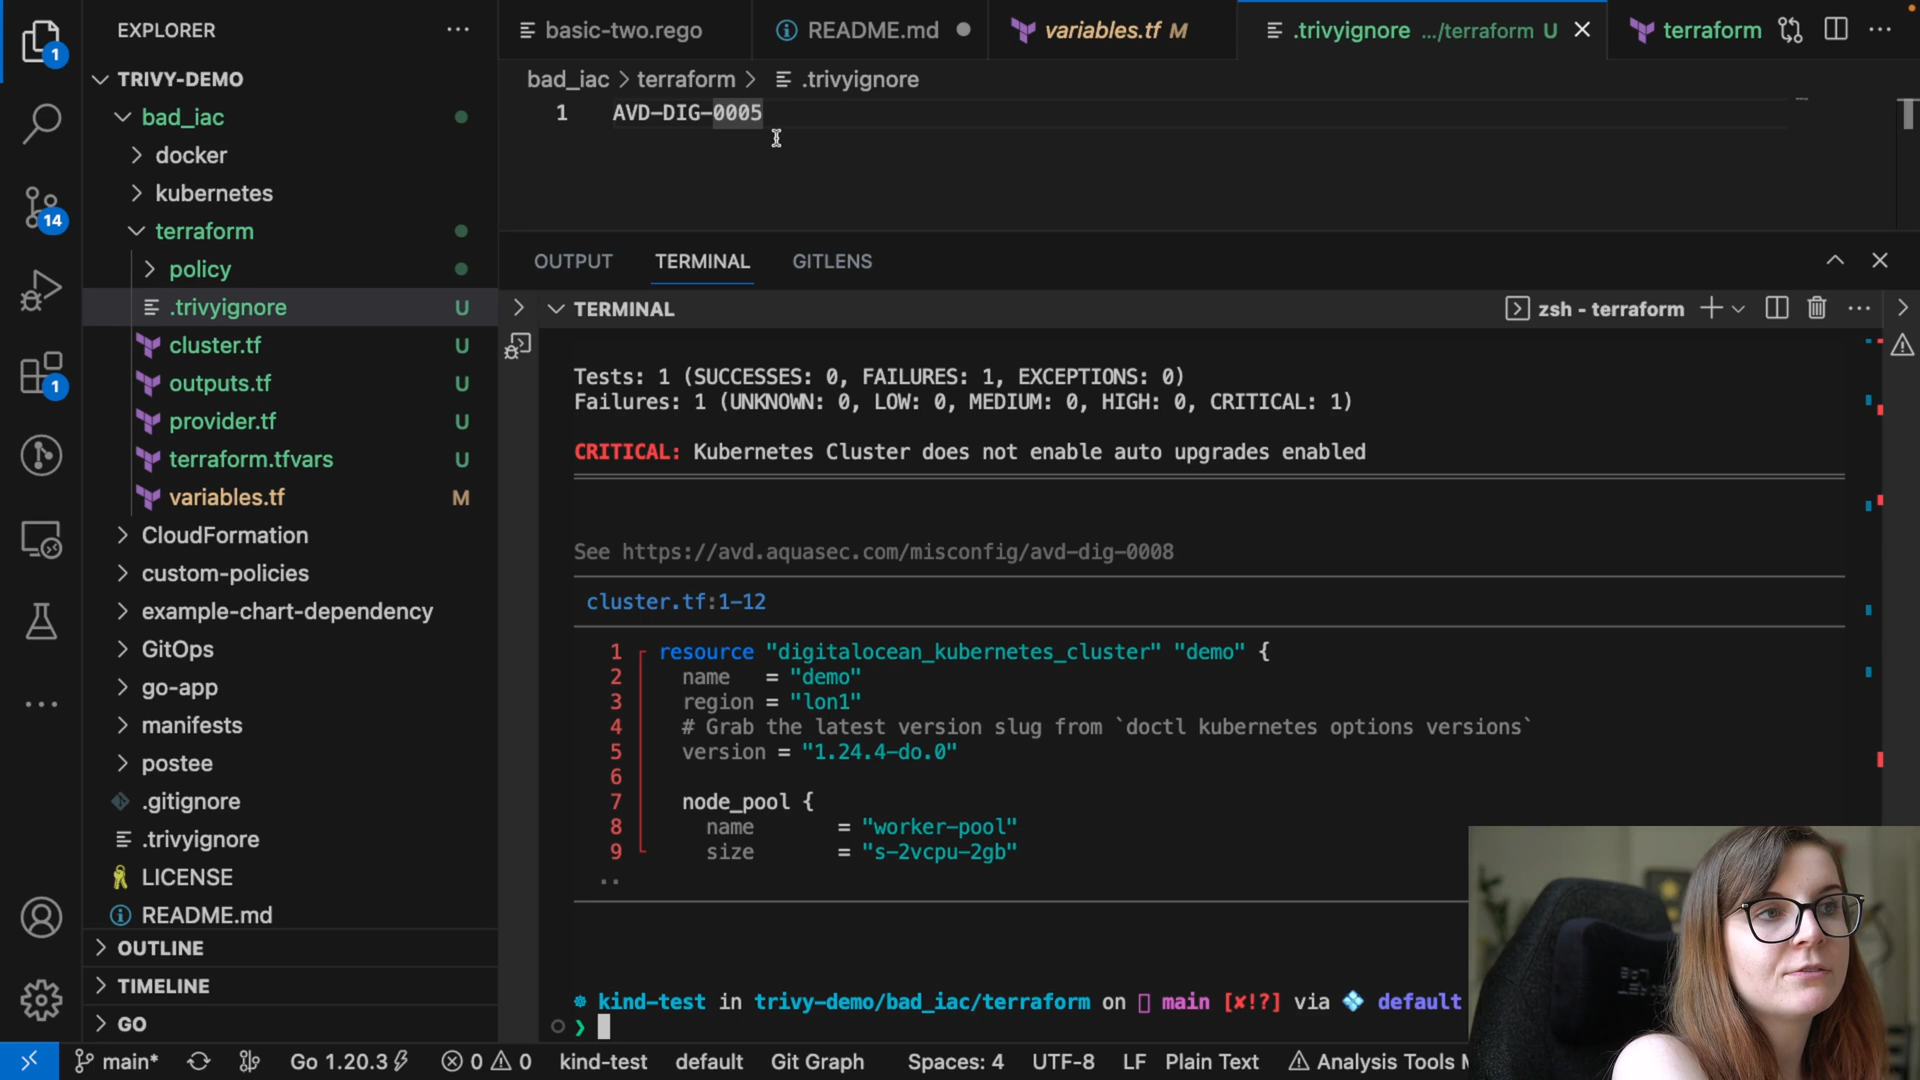 EXPLORER
TRIVY-DEMO
bad_iac
docker
kubernetes
terraform
policy
.trivyignore U
cluster.tf U
outputs.tf U
provider.tf U
terraform.tfvars U
variables.tf M
CloudFormation
custom-policies
example-chart-dependency
GitOps
go-app
manifests
postee
.gitignore
.trivyignore
LICENSE
README.md
OUTLINE
TIMELINE
GO
1
14
1
basic-two.rego
README.md
variables.tf M
.trivyignore .../terraform U
terraform
bad_iac > terraform > .trivyignore
1 AVD-DIG-0005
OUTPUT TERMINAL GITLENS
TERMINAL
zsh - terraform
Tests: 1 (SUCCESSES: 0, FAILURES: 1, EXCEPTIONS: 0)
Failures: 1 (UNKNOWN: 0, LOW: 0, MEDIUM: 0, HIGH: 0, CRITICAL: 1)
CRITICAL: Kubernetes Cluster does not enable auto upgrades enabled
See https://avd.aquasec.com/misconfig/avd-dig-0008
cluster.tf:1-12
1 resource "digitalocean_kubernetes_cluster" "demo" {
2 name = "demo"
3 region = "lon1"
4 # Grab the latest version slug from `doctl kubernetes options versions`
5 version = "1.24.4-do.0"
6
7 node_pool {
8 name = "worker-pool"
9 size = "s-2vcpu-2gb"
..
kind-test in trivy-demo/bad_iac/terraform on main [✘!?] via default
❯
main* Go 1.20.3 0 0 kind-test default Git Graph Spaces: 4 UTF-8 LF Plain Text Analysis Tools M